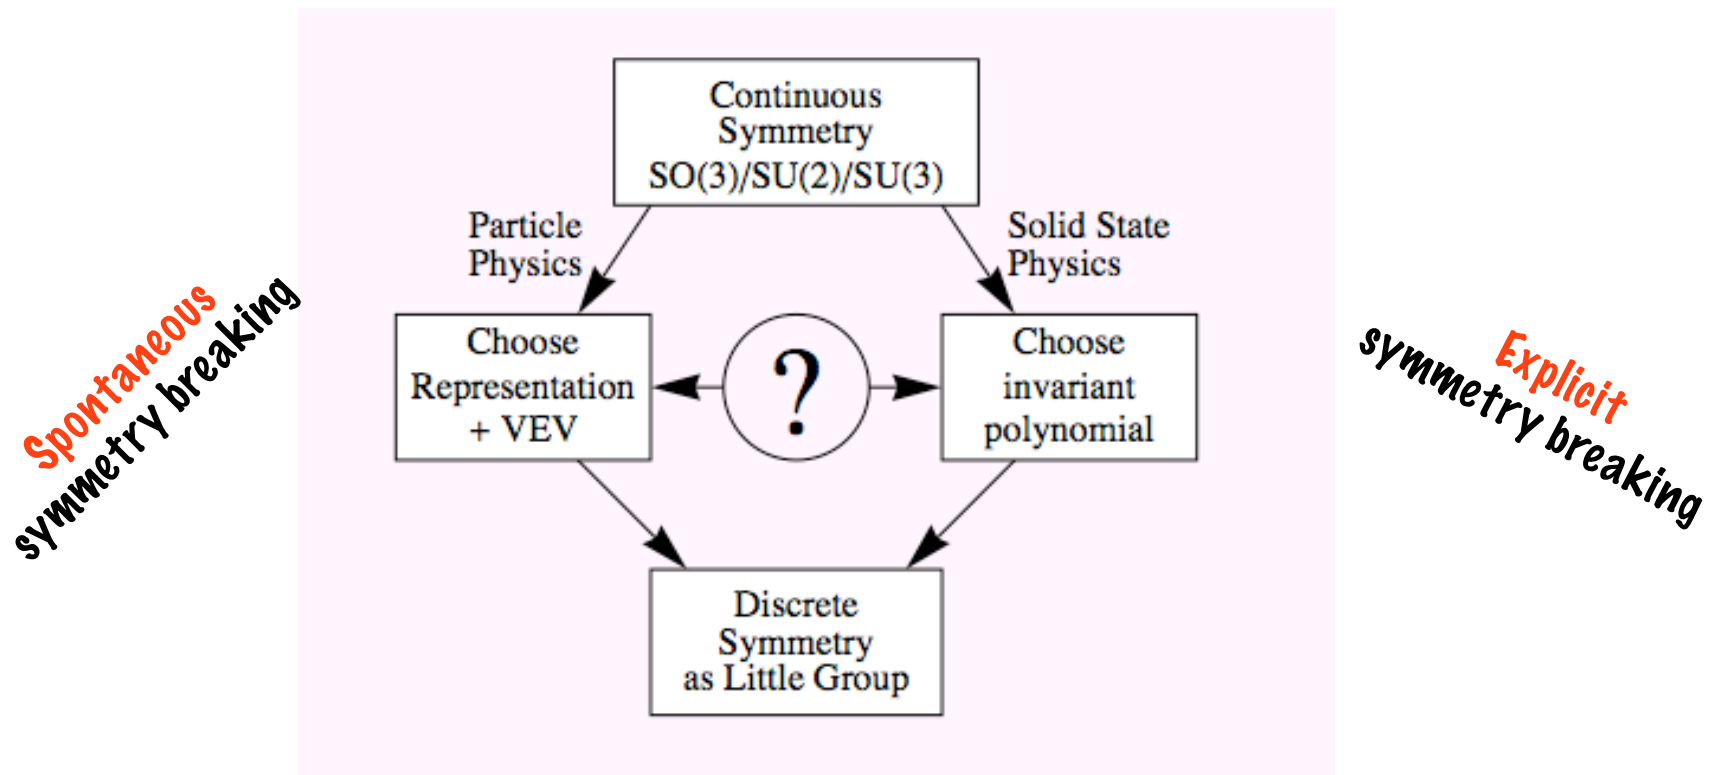 Continuous
Symmetry
SO(3)/SU(2)/SU(3)
Particle
Physics
Solid State
Physics
Spontaneous
symmetry breaking
Choose
Representation
+ VEV
?
Choose
invariant
polynomial
Explicit
symmetry breaking
Discrete
Symmetry
as Little Group